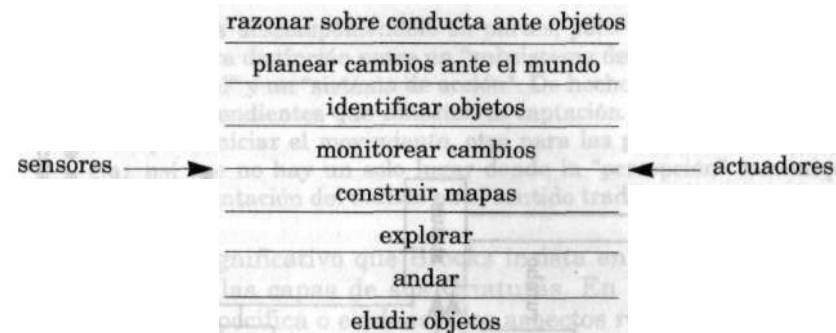 razonar sobre conducta ante objetos
planear cambios ante el mundo
identificar objetos
monitorear cambios
sensores
actuadores
construir mapas
explorar
andar
eludir objetos